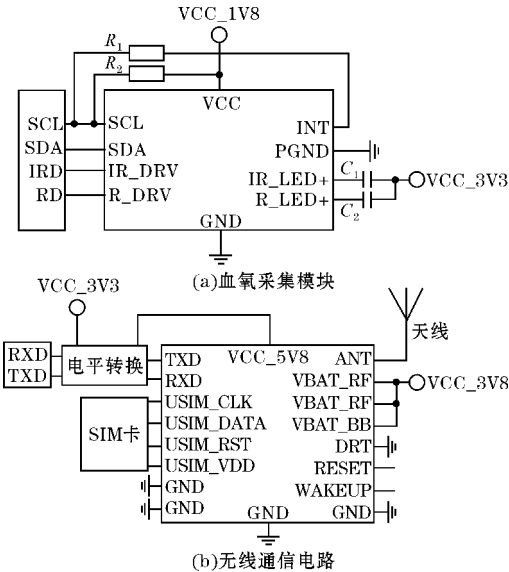 VCC_1V8
R1
R2
VCC
SCL
SCL
INT
SDA
SDA
PGND
IRD
IR_DRV
IR_LED+
C1
VCC_3V3
RD
R_DRV
R_LED+
C2
GND
(a)血氧采集模块
VCC_3V3
天线
RXD
TXD
电平转换
VCC_5V8
TXD
ANT
RXD
VBAT_RF
VCC_3V8
USIM_CLK
VBAT_RF
SIM卡
USIM_DATA
VBAT_BB
USIM_RST
DRT
USIM_VDD
RESET
GND
WAKEUP
GND
GND
GND
(b)无线通信电路